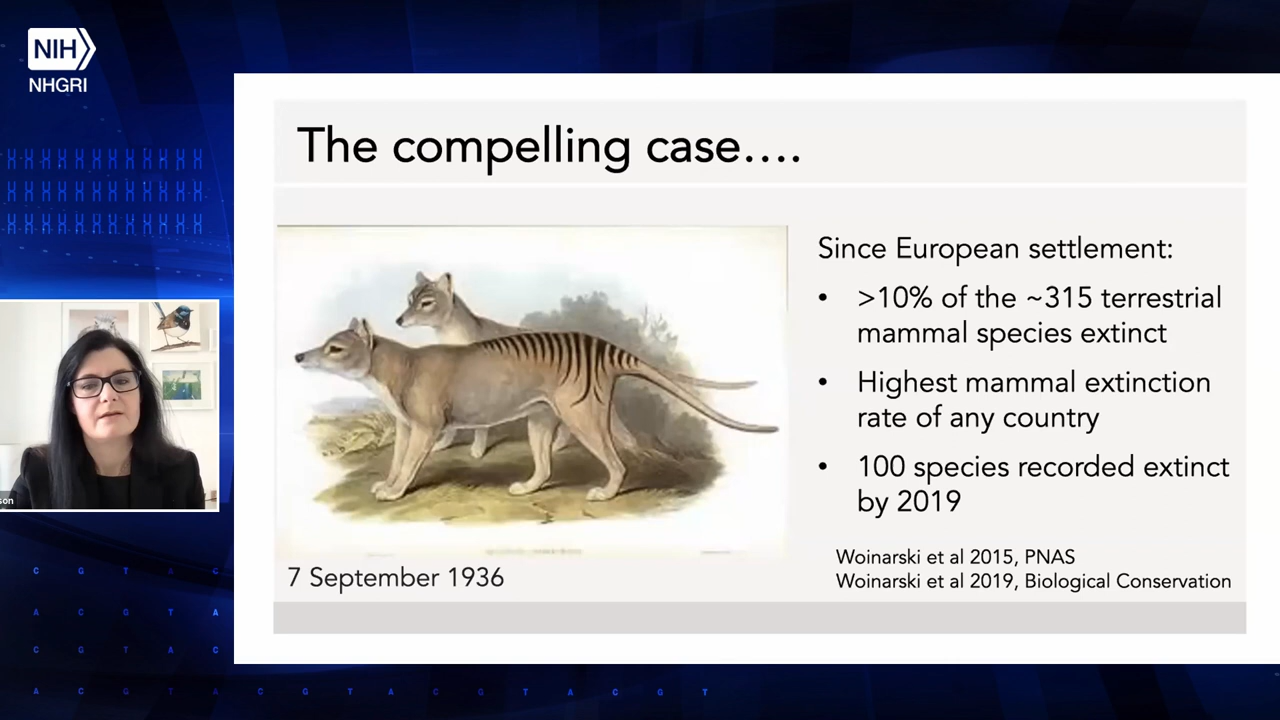 NIH
NHGRI
The compelling case....
Since European settlement:
• >10% of the ~315 terrestrial
mammal species extinct
• Highest mammal extinction
rate of any country
• 100 species recorded extinct
by 2019
Woinarski et al 2015, PNAS
Woinarski et al 2019, Biological Conservation
7 September 1936
son
C G T A C
A C G T A
C G T A C
A C G T A C G T A C G T A C G T